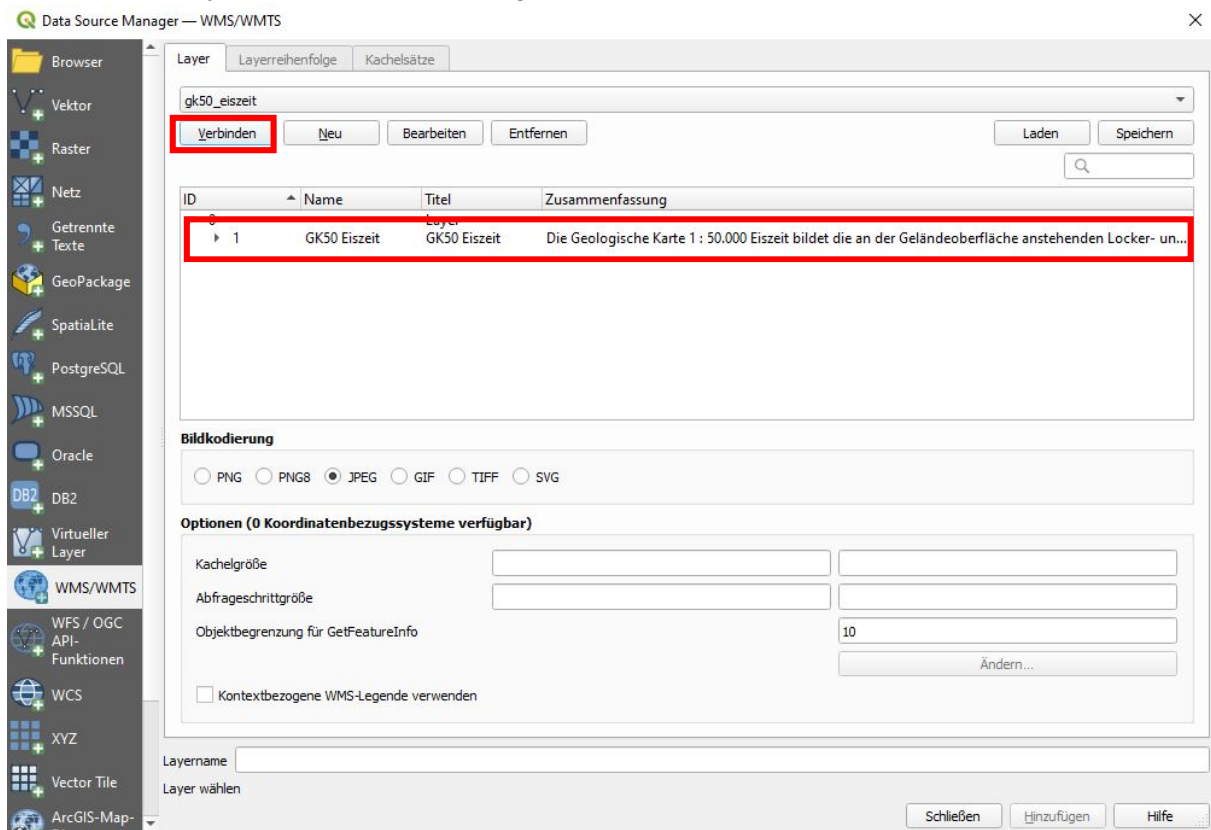 Data Source Manager — WMS/WMTS
Browser
Vektor
Raster
Netz
Getrennte
Texte
GeoPackage
SpatiaLite
PostgreSQL
MSSQL
Oracle
DB2
DB2
Virtueller
Layer
WMS/WMTS
WFS / OGC
API-
Funktionen
WCS
XYZ
Vector Tile
ArcGIS-Map-
Layer Layerreihenfolge Kachelsätze
gk50_eiszeit
Verbinden Neu Bearbeiten Entfernen Laden Speichern
ID Name Titel Zusammenfassung
0 Layer
1 GK50 Eiszeit GK50 Eiszeit Die Geologische Karte 1 : 50.000 Eiszeit bildet die an der Geländeoberfläche anstehenden Locker- un...
Bildkodierung
PNG PNG8 JPEG GIF TIFF SVG
Optionen (0 Koordinatenbezugssysteme verfügbar)
Kachelgröße
Abfrageschrittgröße
Objektbegrenzung für GetFeatureInfo 10
Ändern...
Kontextbezogene WMS-Legende verwenden
Layername
Layer wählen
Schließen Hinzufügen Hilfe